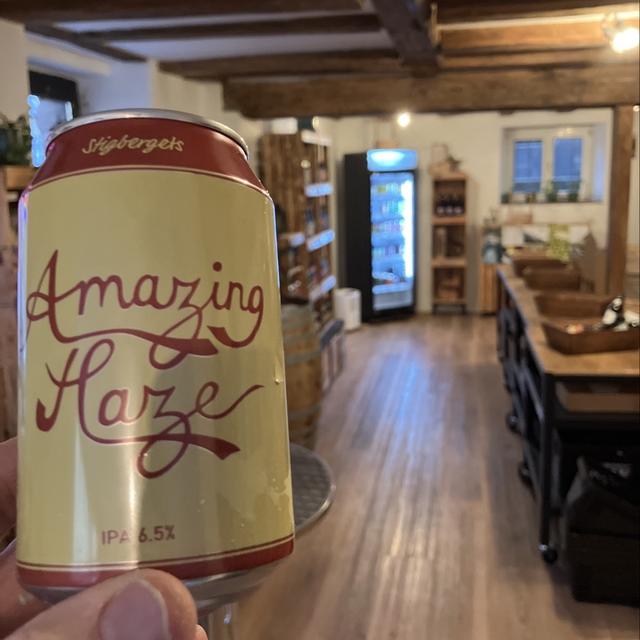 Stigbergets
Amazing
Haze
IPA 6.5%